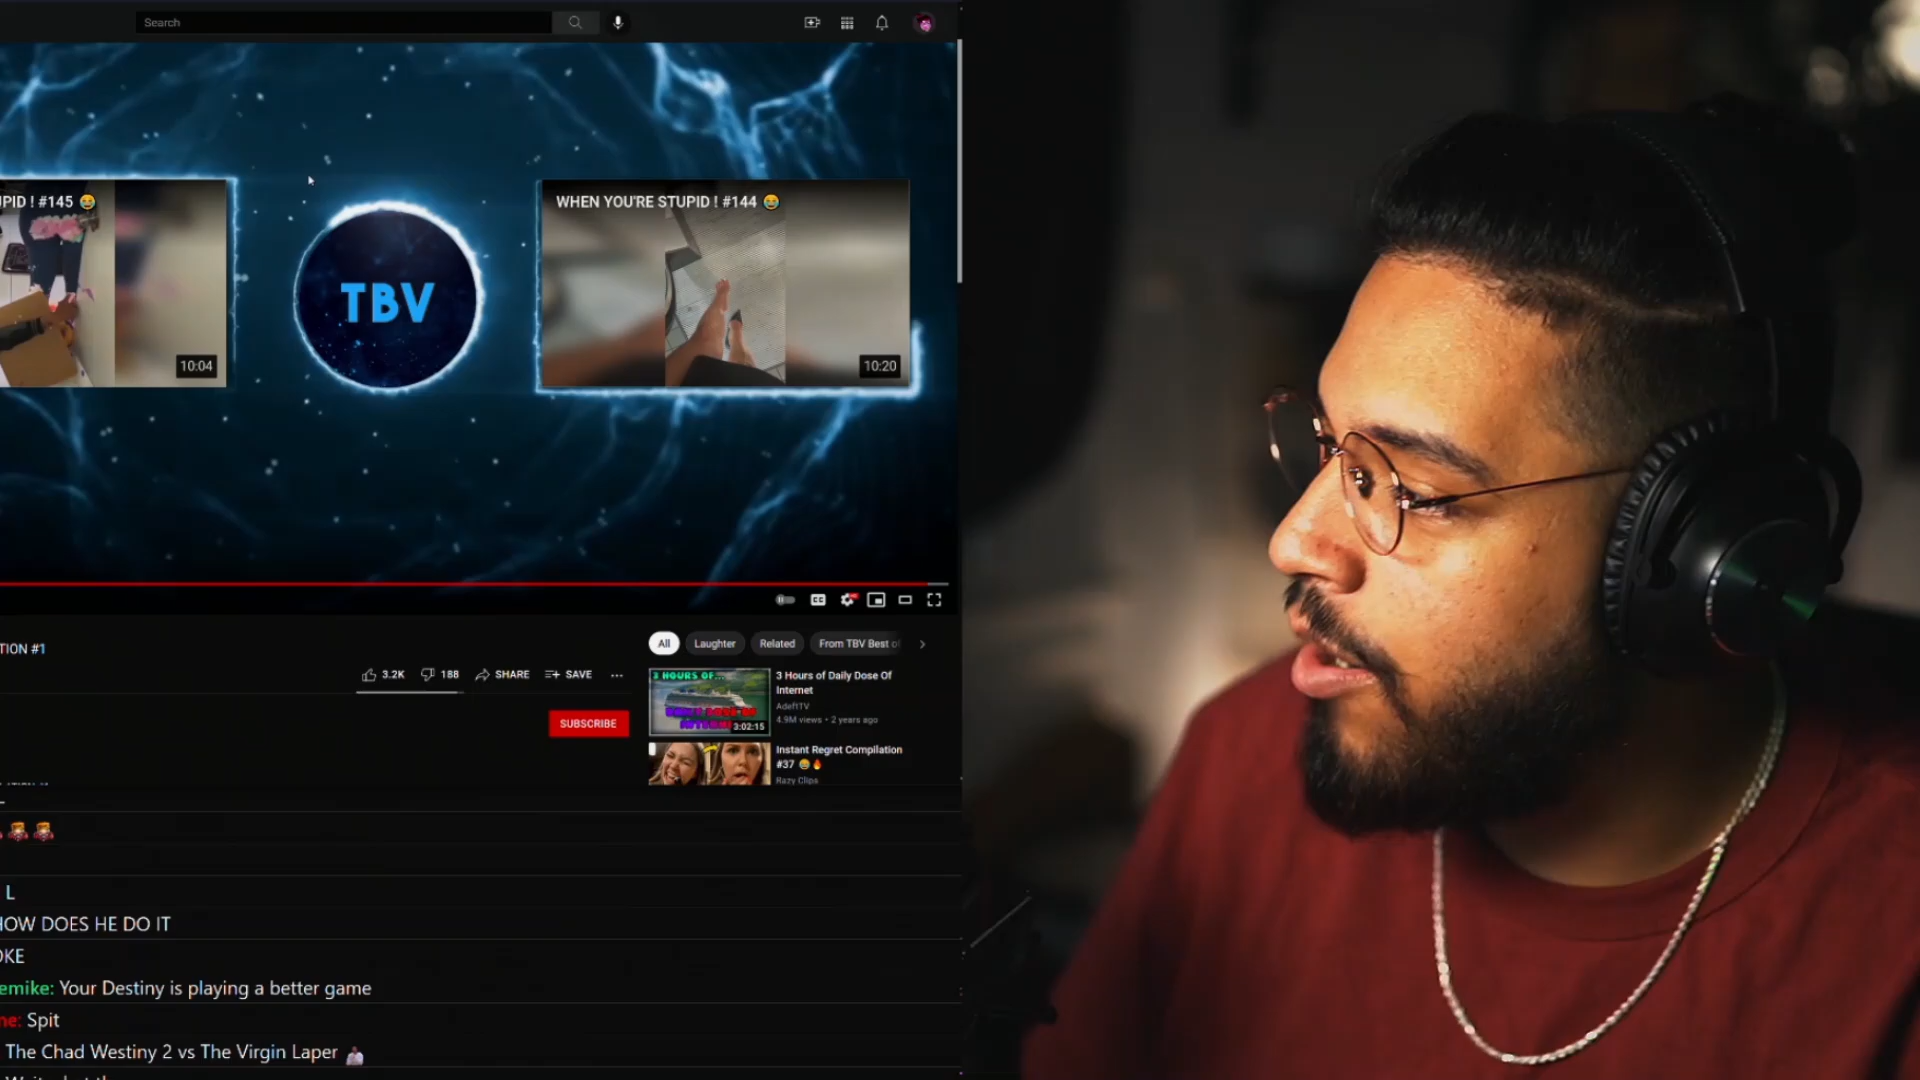 Search
PID ! #145 😂
WHEN YOU'RE STUPID ! #144 😂
TBV
10:04
10:20
CC
TION #1
3.2K
188
SHARE
SAVE
SUBSCRIBE
All
Laughter
Related
From TBV Best of
3 HOURS OF...
3:02:15
3 Hours of Daily Dose Of
Internet
AdeftTV
4.9M views • 2 years ago
Instant Regret Compilation
#37 😂🔥
Razy Clips
L
HOW DOES HE DO IT
OKE
emike: Your Destiny is playing a better game
ne: Spit
The Chad Westiny 2 vs The Virgin Laper